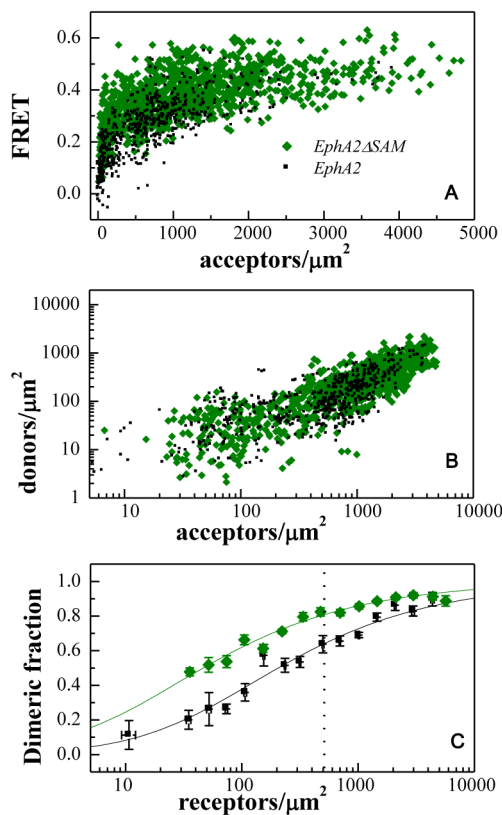 0.6
0.4
0.2
0.0
FRET
EphA2ΔSAM
EphA2
A
0 1000 2000 3000 4000 5000
acceptors/μm²
10000
1000
100
10
1
donors/μm²
B
10 100 1000 10000
acceptors/μm²
1.0
0.8
0.6
0.4
0.2
0.0
Dimeric fraction
C
10 100 1000 10000
receptors/μm²